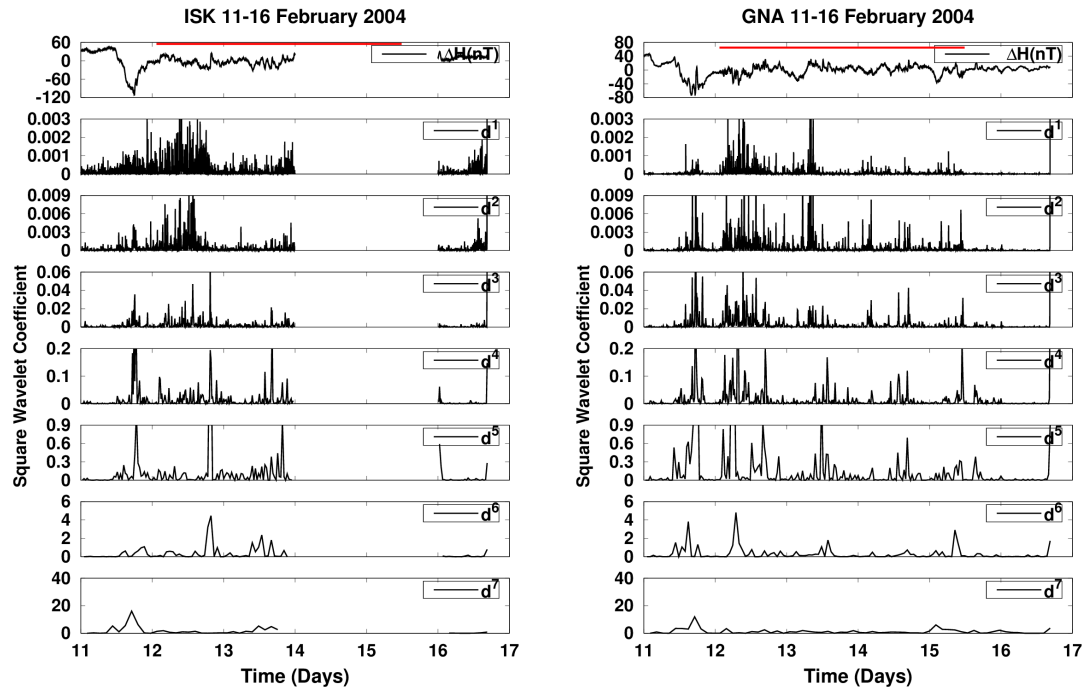 ISK 11-16 February 2004
60
0
-60
-120
ΔH(nT)
0.003
0.002
0.001
0
d¹
0.009
0.006
0.003
0
d²
0.06
0.04
0.02
0
d³
0.2
0.1
0
d⁴
0.9
0.6
0.3
0
d⁵
6
4
2
0
d⁶
40
20
0
d⁷
11 12 13 14 15 16 17
Time (Days)
Square Wavelet Coefficient
GNA 11-16 February 2004
80
40
0
-40
-80
ΔH(nT)
0.003
0.002
0.001
0
d¹
0.009
0.006
0.003
0
d²
0.06
0.04
0.02
0
d³
0.2
0.1
0
d⁴
0.9
0.6
0.3
0
d⁵
6
4
2
0
d⁶
40
20
0
d⁷
11 12 13 14 15 16 17
Time (Days)
Square Wavelet Coefficient